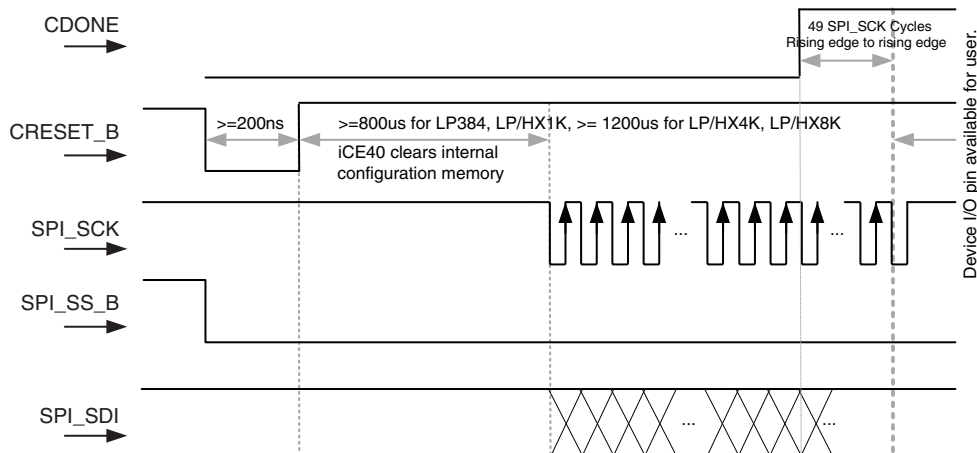 CDONE
49 SPI_SCK Cycles
Rising edge to rising edge
Device I/O pin available for user.
CRESET_B
>=200ns
>=800us for LP384, LP/HX1K, >= 1200us for LP/HX4K, LP/HX8K
iCE40 clears internal
configuration memory
SPI_SCK
...
...
SPI_SS_B
SPI_SDI
...
...